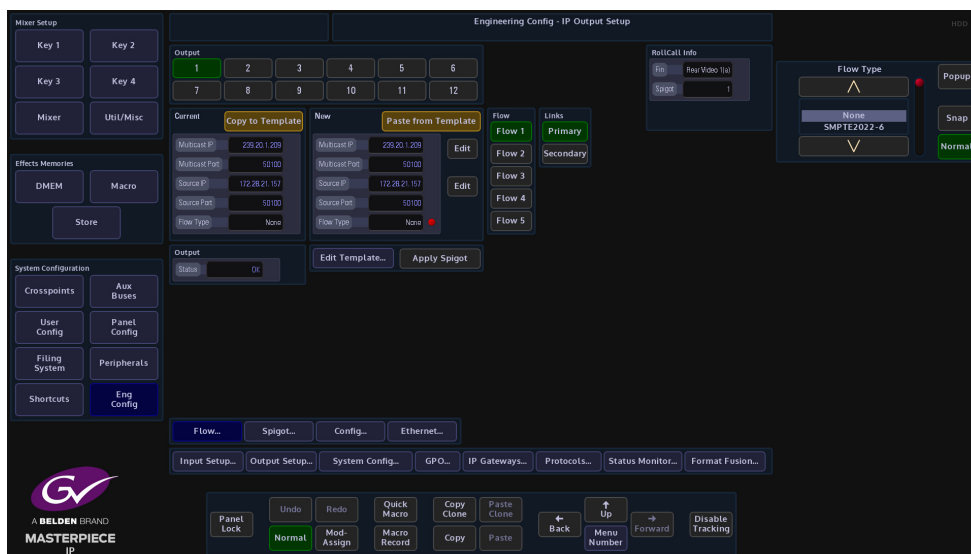 Mixer Setup
Key 1
Key 2
Key 3
Key 4
Mixer
Util/Misc
Effects Memories
DMEM
Macro
Store
System Configuration
Crosspoints
Aux
Buses
User
Config
Panel
Config
Filing
System
Peripherals
Shortcuts
Eng
Config
GV
A BELDEN BRAND
MASTERPIECE
IP
Engineering Config - IP Output Setup
HDD
Output
1
2
3
4
5
6
7
8
9
10
11
12
RollCall Info
Fin
Rear Video 1(a)
Spigot
1
Flow Type
None
SMPTE2022-6
Popup
Snap
Normal
Current
Copy to Template
Multicast IP
239.20.1.209
Multicast Port
50100
Source IP
172.28.21.157
Source Port
50100
Flow Type
None
New
Paste from Template
Multicast IP
239.20.1.209
Edit
Multicast Port
50100
Source IP
172.28.21.157
Edit
Source Port
50100
Flow Type
None
Flow
Flow 1
Flow 2
Flow 3
Flow 4
Flow 5
Links
Primary
Secondary
Output
Status
OK
Edit Template...
Apply Spigot
Flow...
Spigot...
Config...
Ethernet...
Input Setup...
Output Setup...
System Config...
GPO...
IP Gateways...
Protocols...
Status Monitor...
Format Fusion...
Panel
Lock
Undo
Redo
Normal
Mod-
Assign
Quick
Macro
Macro
Record
Copy
Clone
Paste
Clone
Copy
Paste
Back
Up
Menu
Number
Forward
Disable
Tracking